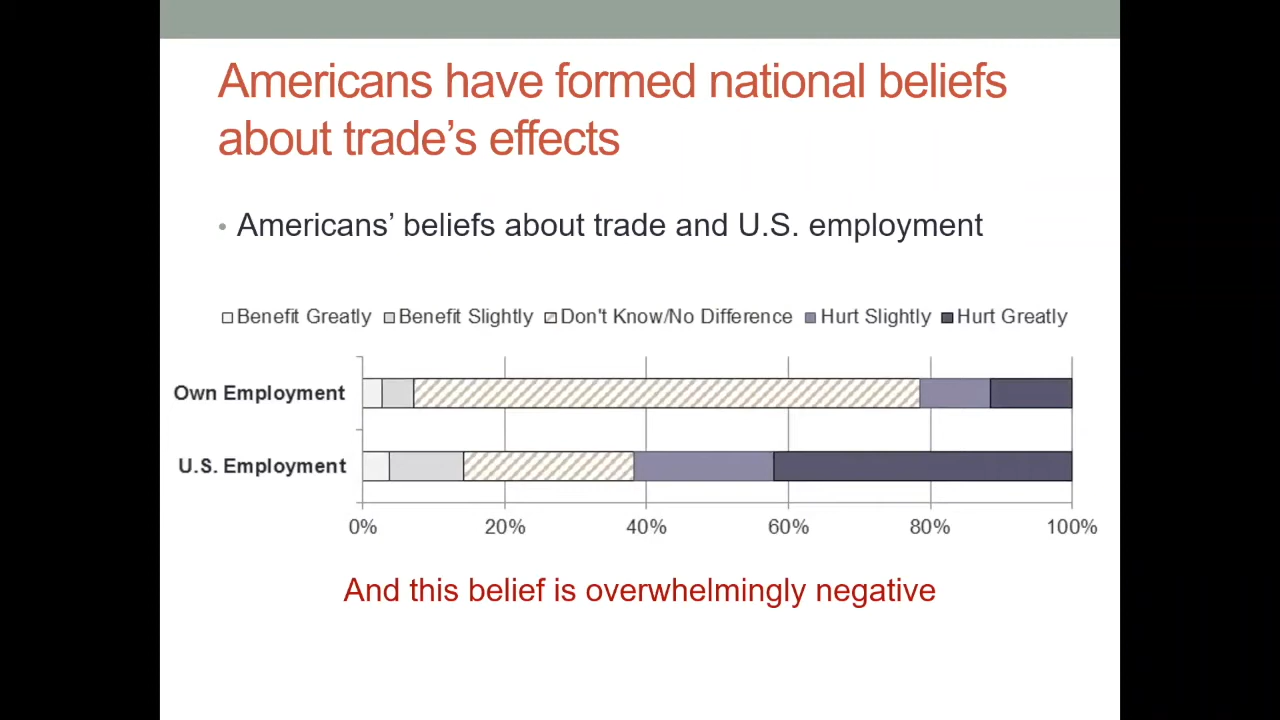 Americans have formed national beliefs
about trade's effects
• Americans' beliefs about trade and U.S. employment
Benefit Greatly Benefit Slightly Don't Know/No Difference Hurt Slightly Hurt Greatly
Own Employment
U.S. Employment
0% 20% 40% 60% 80% 100%
And this belief is overwhelmingly negative